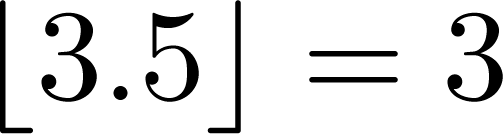 ⌊3.5⌋ = 3